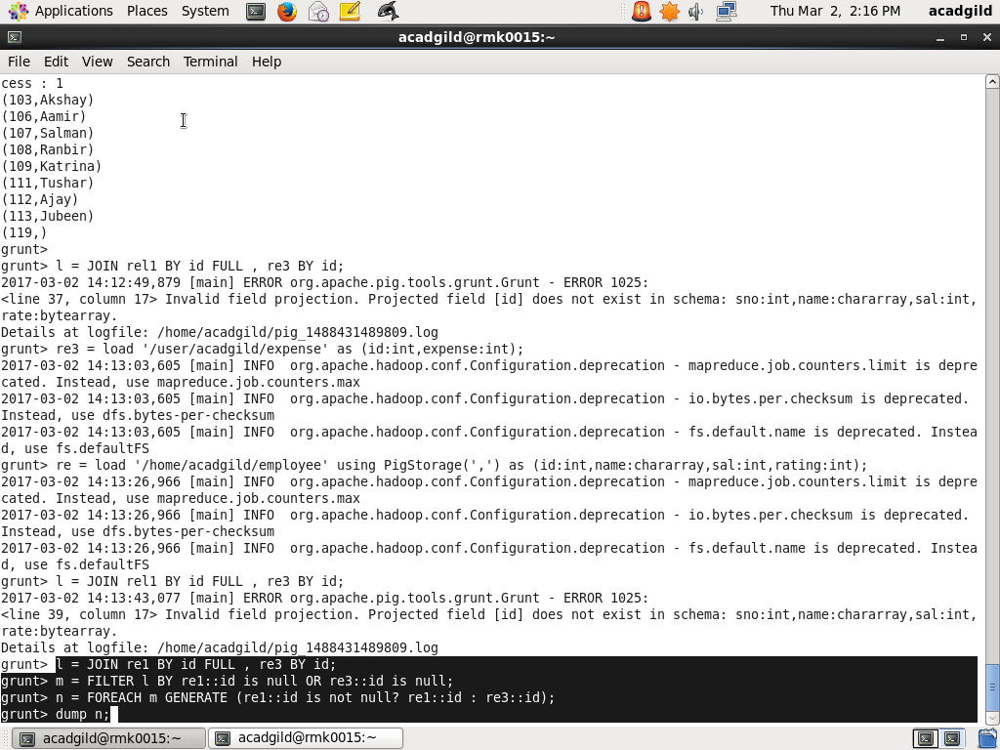 Applications Places System Thu Mar 2, 2:16 PM acadgild
acadgild@rmk0015:~
File Edit View Search Terminal Help
cess : 1
(103,Akshay)
(106,Aamir)
(107,Salman)
(108,Ranbir)
(109,Katrina)
(111,Tushar)
(112,Ajay)
(113,Jubeen)
(119,)
grunt>
grunt> l = JOIN rel1 BY id FULL , re3 BY id;
2017-03-02 14:12:49,879 [main] ERROR org.apache.pig.tools.grunt.Grunt - ERROR 1025:
<line 37, column 17> Invalid field projection. Projected field [id] does not exist in schema: sno:int,name:chararray,sal:int,
rate:bytearray.
Details at logfile: /home/acadgild/pig_1488431489809.log
grunt> re3 = load '/user/acadgild/expense' as (id:int,expense:int);
2017-03-02 14:13:03,605 [main] INFO  org.apache.hadoop.conf.Configuration.deprecation - mapreduce.job.counters.limit is depre
cated. Instead, use mapreduce.job.counters.max
2017-03-02 14:13:03,605 [main] INFO  org.apache.hadoop.conf.Configuration.deprecation - io.bytes.per.checksum is deprecated.
Instead, use dfs.bytes-per-checksum
2017-03-02 14:13:03,605 [main] INFO  org.apache.hadoop.conf.Configuration.deprecation - fs.default.name is deprecated. Instea
d, use fs.defaultFS
grunt> re = load '/home/acadgild/employee' using PigStorage(',') as (id:int,name:chararray,sal:int,rating:int);
2017-03-02 14:13:26,966 [main] INFO  org.apache.hadoop.conf.Configuration.deprecation - mapreduce.job.counters.limit is depre
cated. Instead, use mapreduce.job.counters.max
2017-03-02 14:13:26,966 [main] INFO  org.apache.hadoop.conf.Configuration.deprecation - io.bytes.per.checksum is deprecated.
Instead, use dfs.bytes-per-checksum
2017-03-02 14:13:26,966 [main] INFO  org.apache.hadoop.conf.Configuration.deprecation - fs.default.name is deprecated. Instea
d, use fs.defaultFS
grunt> l = JOIN rel1 BY id FULL , re3 BY id;
2017-03-02 14:13:43,077 [main] ERROR org.apache.pig.tools.grunt.Grunt - ERROR 1025:
<line 39, column 17> Invalid field projection. Projected field [id] does not exist in schema: sno:int,name:chararray,sal:int,
rate:bytearray.
Details at logfile: /home/acadgild/pig_1488431489809.log
grunt> l = JOIN re1 BY id FULL , re3 BY id;
grunt> m = FILTER l BY re1::id is null OR re3::id is null;
grunt> n = FOREACH m GENERATE (re1::id is not null? re1::id : re3::id);
grunt> dump n;
acadgild@rmk0015:~ acadgild@rmk0015:~